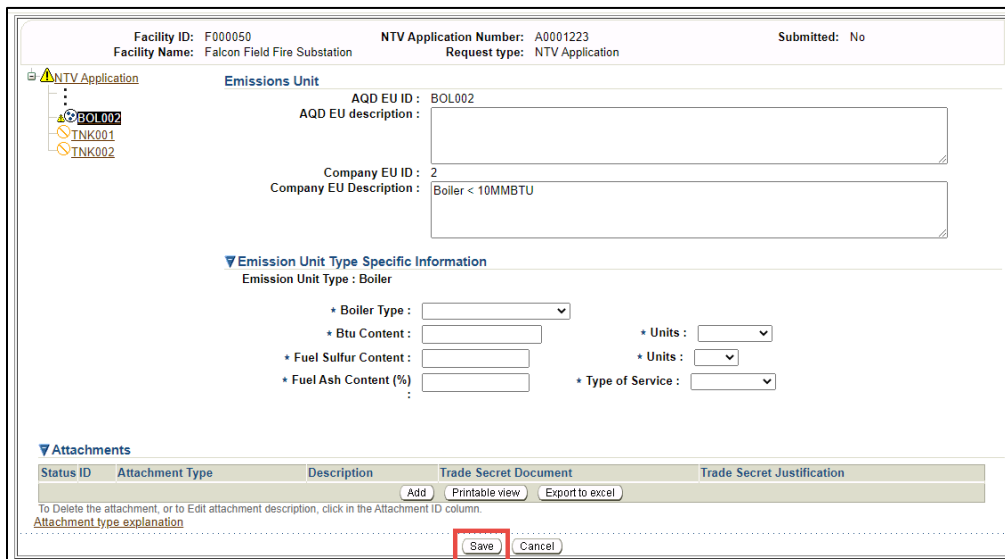 Facility ID: F000050 NTV Application Number: A0001223 Submitted: No
Facility Name: Falcon Field Fire Substation Request type: NTV Application
NTV Application
BOL002
TNK001
TNK002
Emissions Unit
AQD EU ID : BOL002
AQD EU description :
Company EU ID : 2
Company EU Description : Boiler < 10MMBTU
Emission Unit Type Specific Information
Emission Unit Type : Boiler
* Boiler Type :
* Btu Content : * Units :
* Fuel Sulfur Content : * Units :
* Fuel Ash Content (%) : * Type of Service :
Attachments
Status ID Attachment Type Description Trade Secret Document Trade Secret Justification
Add Printable view Export to excel
To Delete the attachment, or to Edit attachment description, click in the Attachment ID column.
Attachment type explanation
Save Cancel